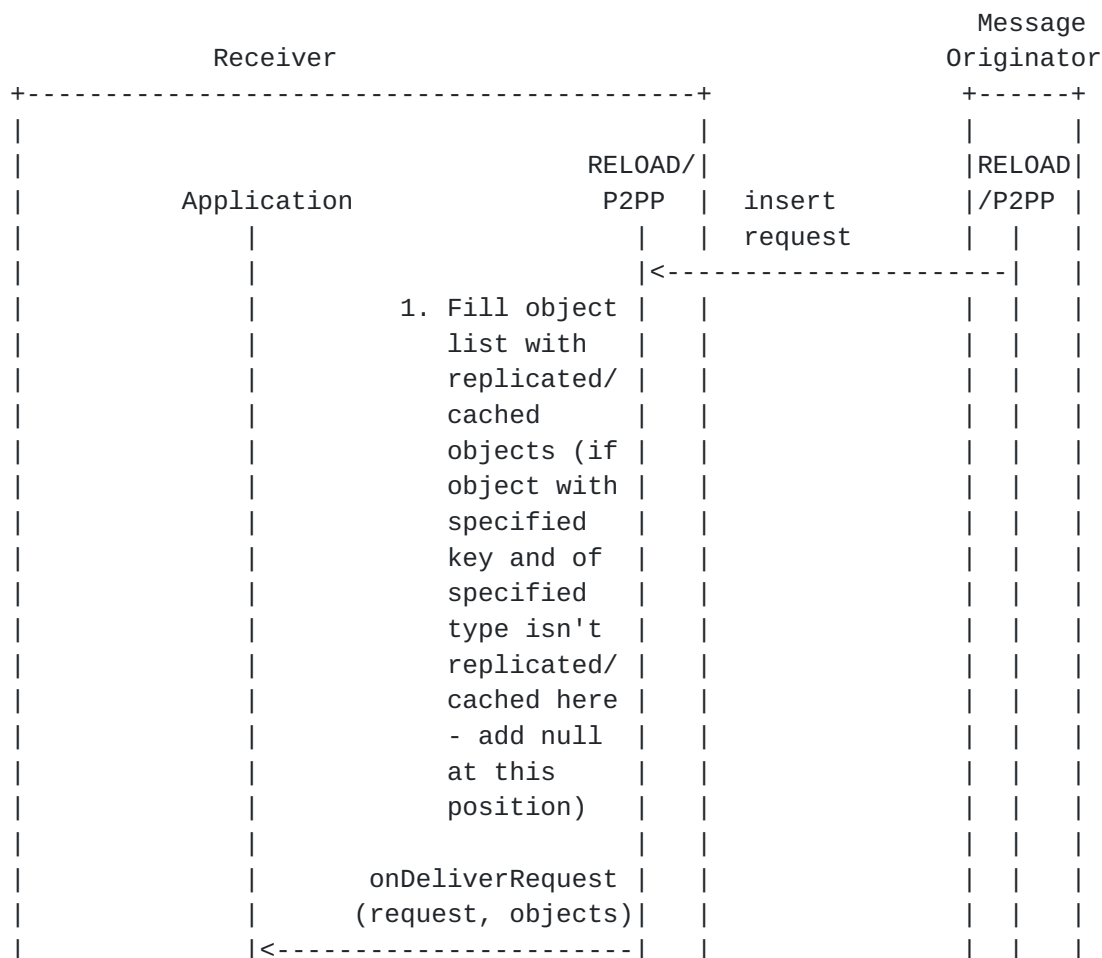 Message
Receiver Originator
+-------------------------------------------+ +------+
| | | |
| RELOAD/| |RELOAD|
| Application P2PP | insert |/P2PP |
| | | | request | | |
| | |<----------------------| |
| | 1. Fill object | | | | |
| | list with | | | | |
| | replicated/ | | | | |
| | cached | | | | |
| | objects (if | | | | |
| | object with | | | | |
| | specified | | | | |
| | key and of | | | | |
| | specified | | | | |
| | type isn't | | | | |
| | replicated/ | | | | |
| | cached here | | | | |
| | - add null | | | | |
| | at this | | | | |
| | position) | | | | |
| | | | | | |
| | onDeliverRequest | | | | |
| | (request, objects)| | | | |
| |<-----------------------| | | | |